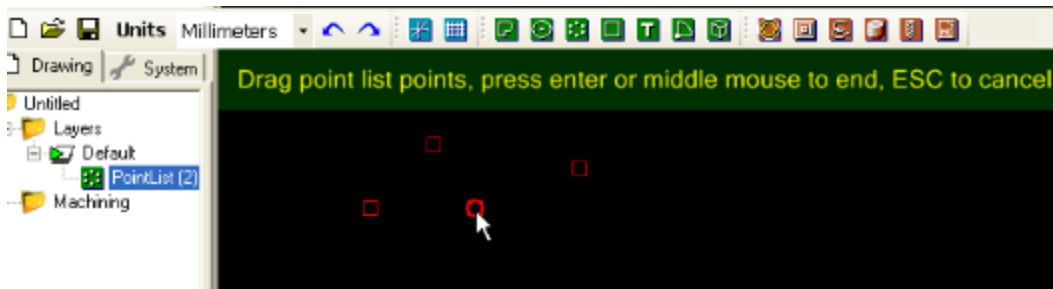 Units Millimeters
Drawing System
Drag point list points, press enter or middle mouse to end, ESC to cancel
Untitled
Layers
Default
PointList (2)
Machining